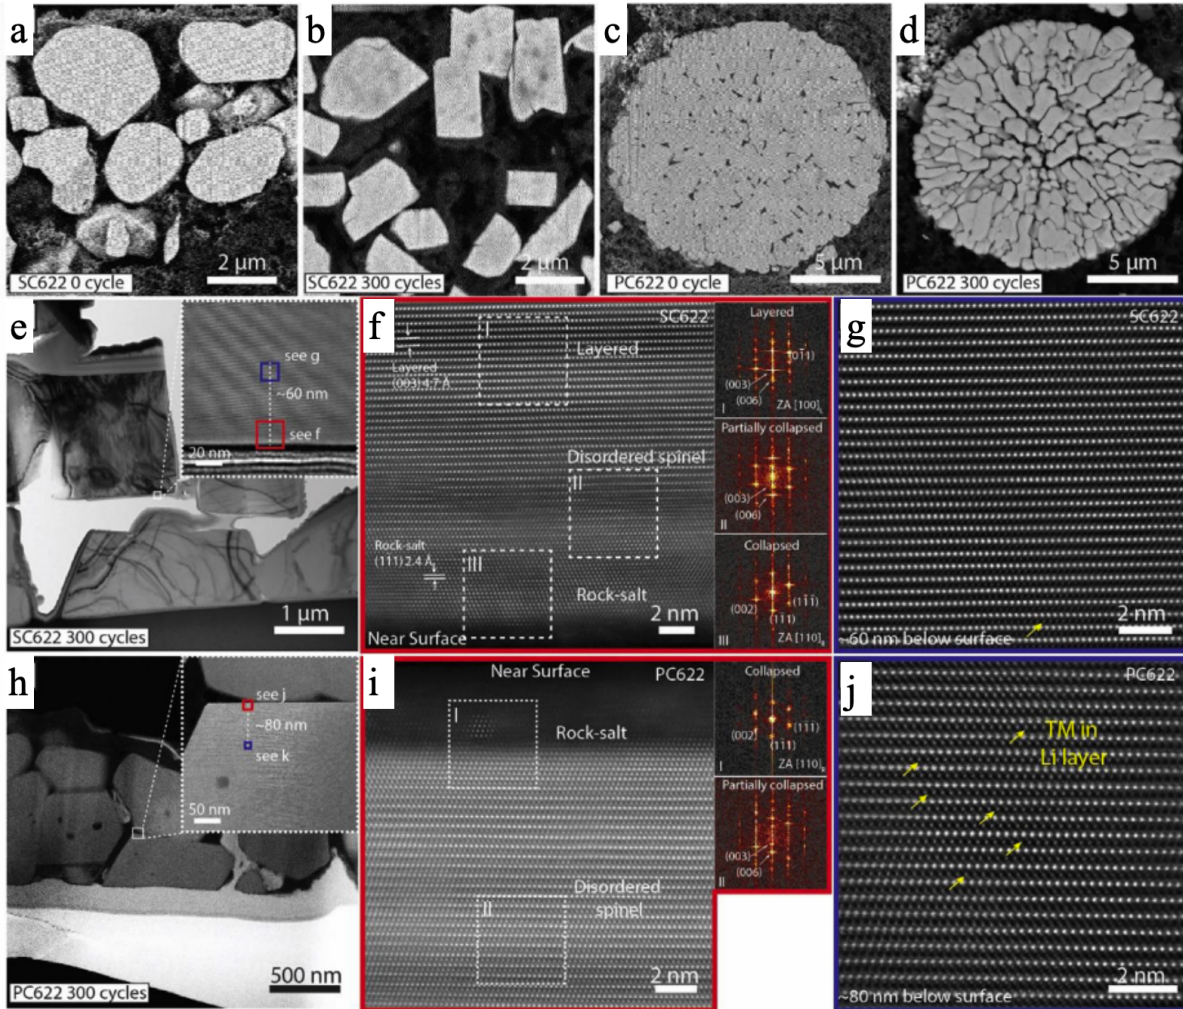 a
b
c
d
2 μm
2 μm
5 μm
5 μm
SC622 0 cycle
SC622 300 cycles
PC622 0 cycle
PC622 300 cycles
e
see g
~60 nm
see f
20 nm
1 μm
SC622 300 cycles
f
SC622
I
Layered
Layered
(003) 4.7 Å
Disordered spinel
II
Rock-salt
(111) 2.4 Å
III
Rock-salt
2 nm
Near Surface
Layered
(011)
(003)
(006)
I
ZA [100]
Partially collapsed
(003)
(006)
II
Collapsed
(002)
(111)
(111)
III
ZA [110]
g
SC622
2 nm
~60 nm below surface
h
see j
~80 nm
see k
50 nm
500 nm
PC622 300 cycles
i
Near Surface
PC622
I
Rock-salt
Disordered
spinel
II
2 nm
Collapsed
(002)
(111)
(111)
I
ZA [110]
Partially collapsed
(003)
(006)
II
j
PC622
TM in
Li layer
2 nm
~80 nm below surface